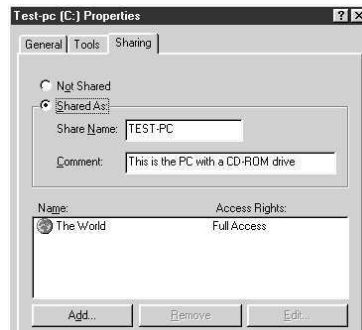 Test-pc (C:) Properties
General Tools Sharing
Not Shared
Shared As:
Share Name: TEST-PC
Comment: This is the PC with a CD-ROM drive
Name: Access Rights:
The World Full Access
Add... Remove Edit...